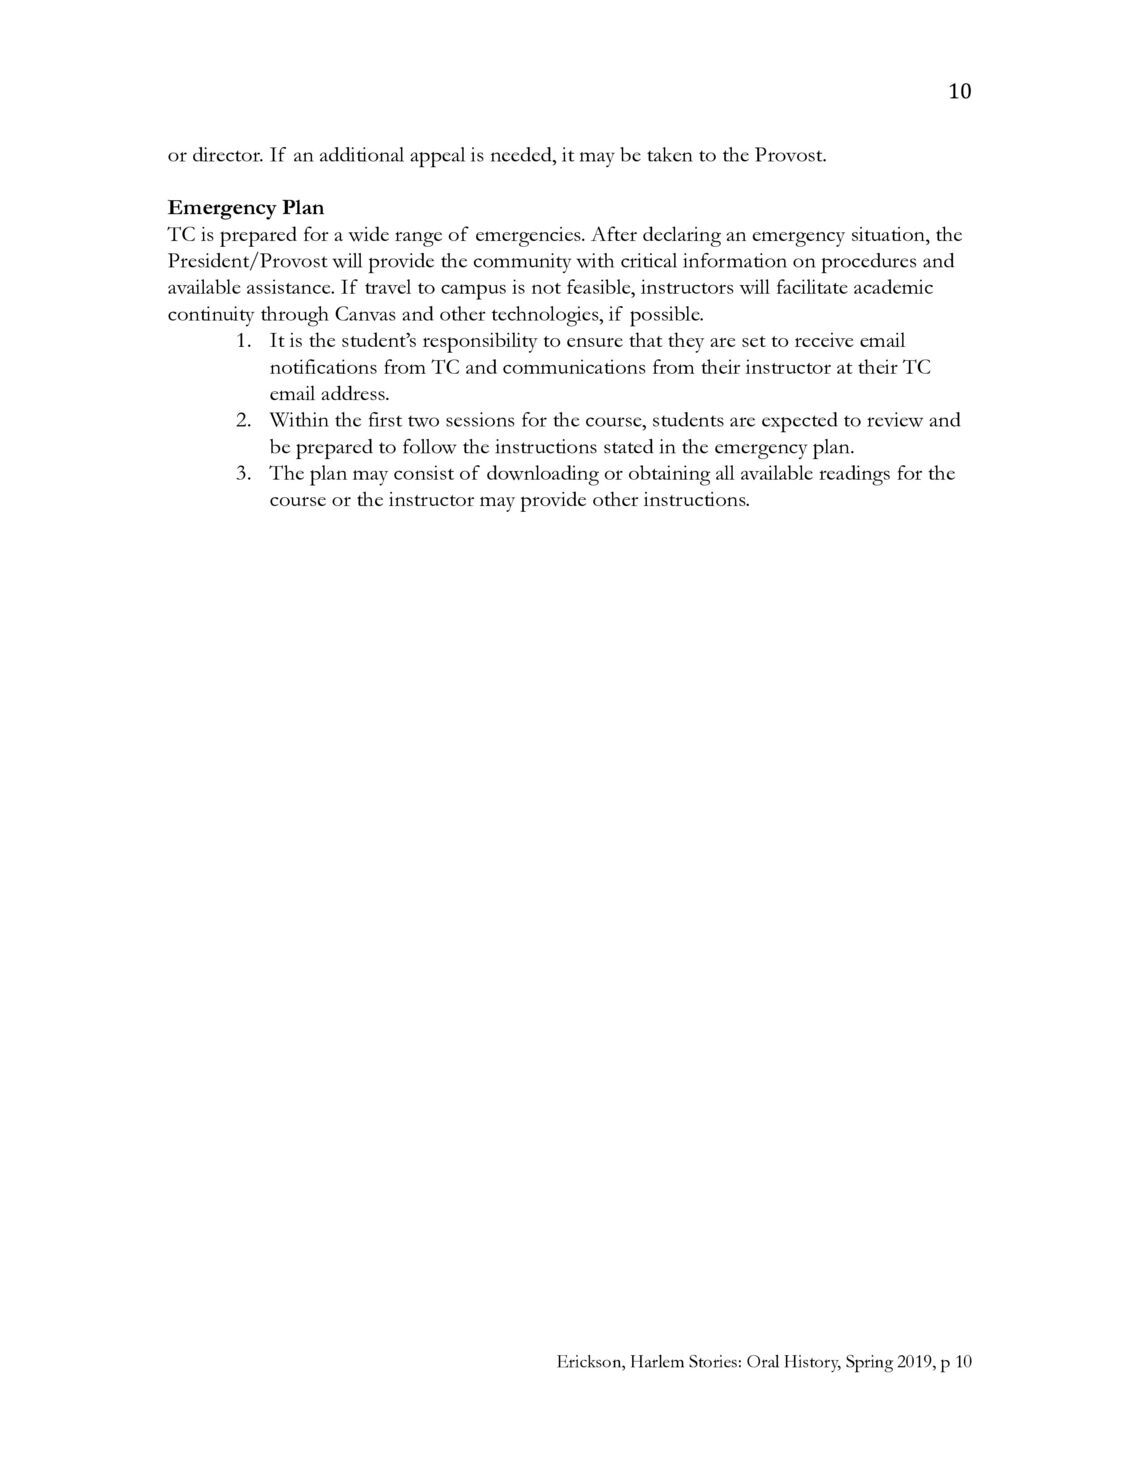 10
or director. If an additional appeal is needed, it may be taken to the Provost.
Emergency Plan
TC is prepared for a wide range of emergencies. After declaring an emergency situation, the
President/Provost will provide the community with critical information on procedures and
available assistance. If travel to campus is not feasible, instructors will facilitate academic
continuity through Canvas and other technologies, if possible.
1. It is the student’s responsibility to ensure that they are set to receive email
notifications from TC and communications from their instructor at their TC
email address.
2. Within the first two sessions for the course, students are expected to review and
be prepared to follow the instructions stated in the emergency plan.
3. The plan may consist of downloading or obtaining all available readings for the
course or the instructor may provide other instructions.
Erickson, Harlem Stories: Oral History, Spring 2019, p 10